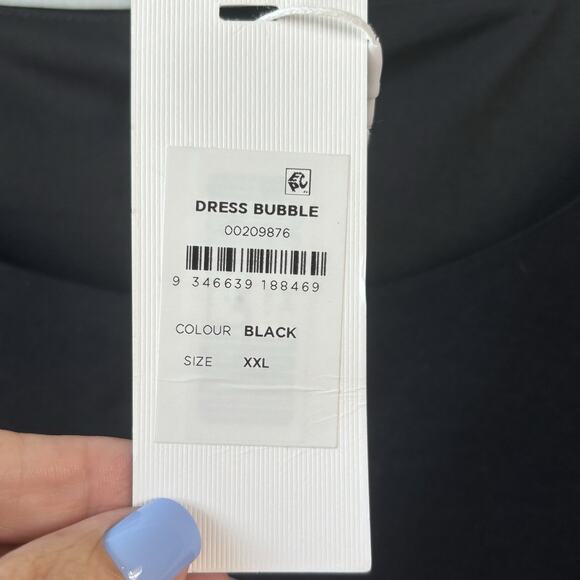 DRESS BUBBLE
00209876
9 346639 188469
COLOUR BLACK
SIZE XXL